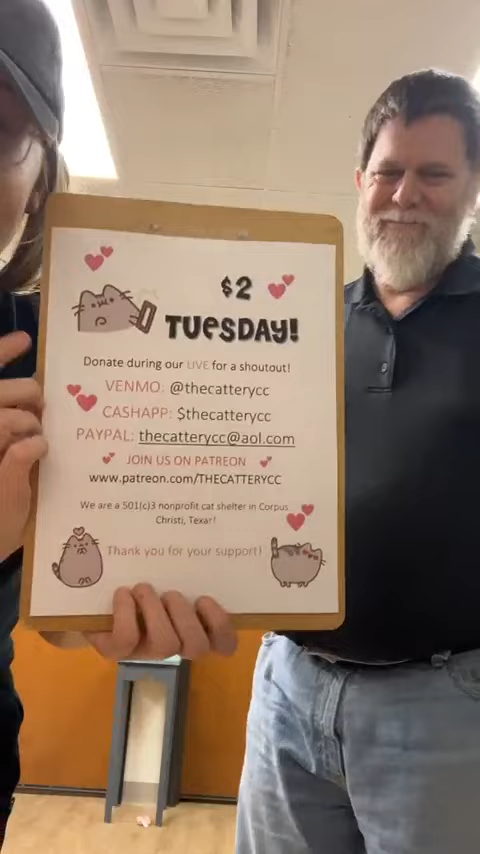 $2
TUESDAY!
Donate during our LIVE for a shoutout!
VENMO: @thecatterycc
CASHAPP: $thecatterycc
PAYPAL: thecatterycc@aol.com
JOIN US ON PATREON
www.patreon.com/THECATTERYCC
We are a 501(c)3 nonprofit cat shelter in Corpus
Christi, Texas!
Thank you for your support!